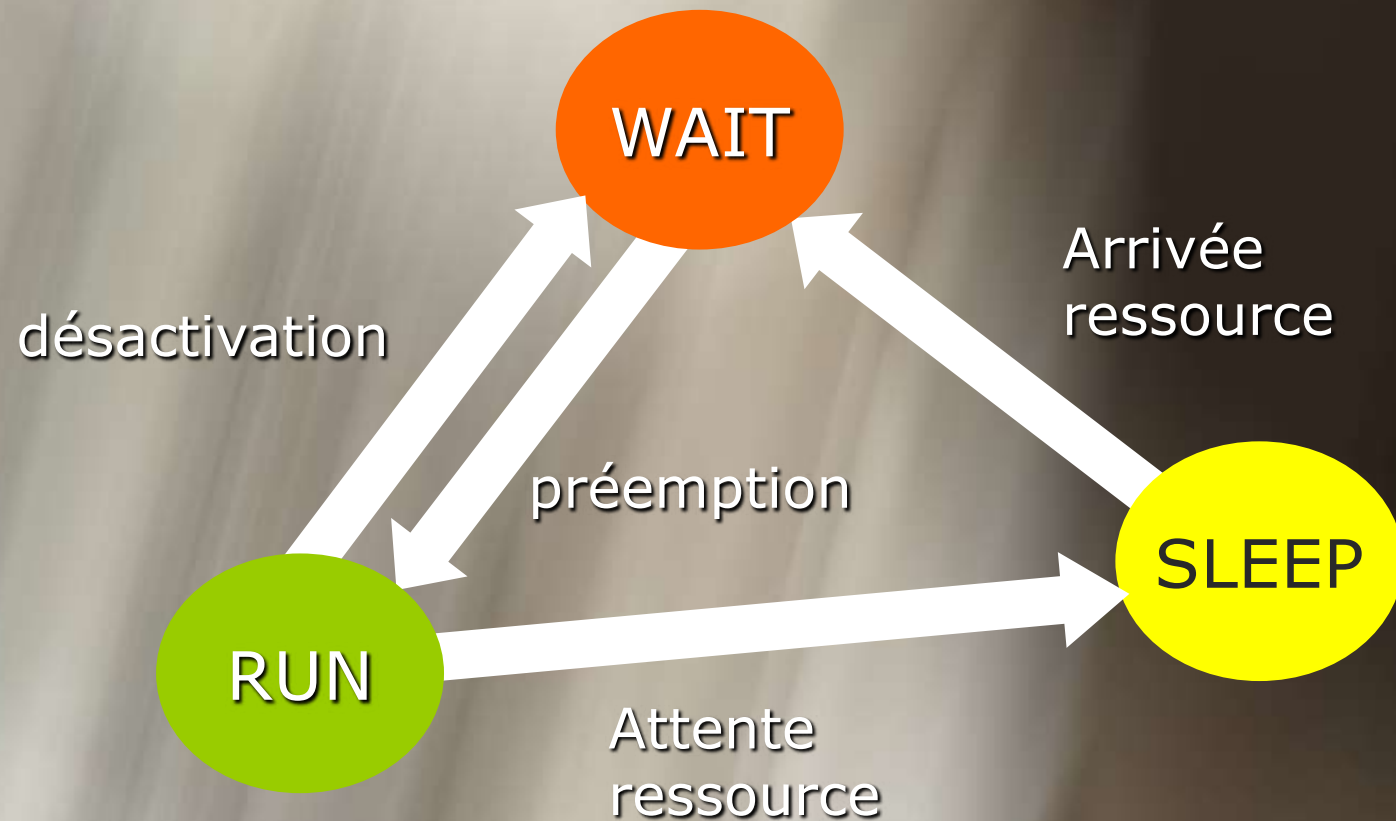 WAIT
Arrivée
ressource
désactivation
préemption
SLEEP
RUN
Attente
ressource